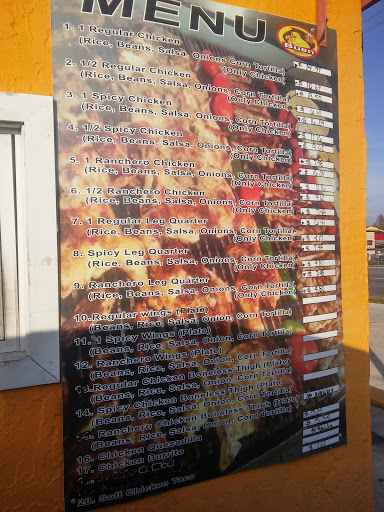 MENU
Buen
1. 1 Regular Chicken
(Rice, Beans, Salsa, Onions Corn Tortilla)
(Only Chicken)
2. 1/2 Regular Chicken
(Rice, Beans, Salsa, Onions, Corn Tortilla)
(Only Chicken)
3. 1 Spicy Chicken
(Rice, Beans, Salsa, Onions, Corn Tortilla)
(Only Chicken)
4. 1/2 Spicy Chicken
(Rice, Beans, Salsa, Onions, Corn Tortilla)
(Only Chicken)
5. 1 Ranchero Chicken
(Rice, Beans, Salsa, Onions, Corn Tortilla)
(Only Chicken)
6. 1/2 Ranchero Chicken
(Rice, Beans, Salsa, Onions, Corn Tortilla)
(Only Chicken)
7. 1 Regular Leg Quarter
(Rice, Beans, Salsa, Onions, Corn Tortilla)
(Only Chicken)
8. Spicy Leg Quarter
(Rice, Beans, Salsa, Onions, Corn Tortilla)
(Only Chicken)
9. Ranchero Leg Quarter
(Rice, Beans, Salsa, Onions, Corn Tortilla)
(Only Chicken)
10. Regular wings (Plato)
(Beans, Rice, Salsa, Onion, Corn Tortilla)
11. 1 Spicy Wings (Plato)
(Beans, Rice, Salsa, Onion, Corn Tortilla)
12. Ranchero Wings (Plato)
(Beans, Rice, Salsa, Onion, Corn Tortilla)
13. Regular Chicken Boneless Thigh (Plato)
(Beans, Rice, Salsa, Onion, Corn Tortilla)
14. Spicy Chicken Boneless Thigh (Plato)
(Beans, Rice, Salsa, Onion, Corn Tortilla)
15. Ranchero Chicken Boneless Thigh (Plato)
(Beans, Rice, Salsa, Onion, Corn Tortilla)
16. Chicken Quesadilla
17. Chicken Burrito
20. Soft Chicken Taco